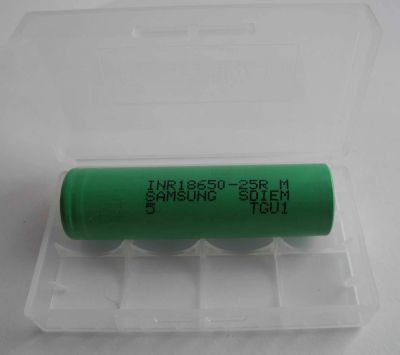 INR18650-25R M
SAMSUNG SDIEM
5 TGU1